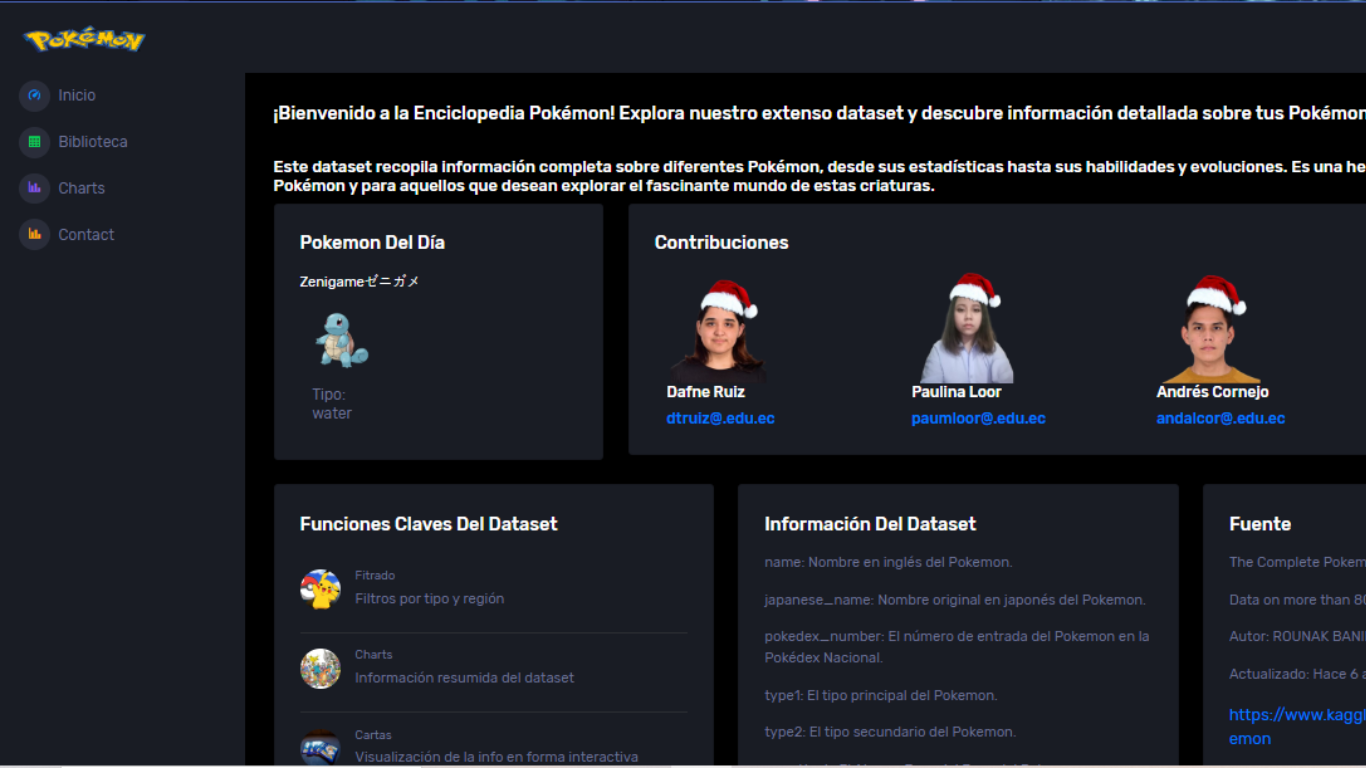 POKÉMON
Inicio
Biblioteca
Charts
Contact
¡Bienvenido a la Enciclopedia Pokémon! Explora nuestro extenso dataset y descubre información detallada sobre tus Pokémon
Este dataset recopila información completa sobre diferentes Pokémon, desde sus estadísticas hasta sus habilidades y evoluciones. Es una he
Pokémon y para aquellos que desean explorar el fascinante mundo de estas criaturas.
Pokemon Del Día
Zenigameゼニガメ
Tipo:
water
Contribuciones
Dafne Ruiz
dtruiz@.edu.ec
Paulina Loor
paumloor@.edu.ec
Andrés Cornejo
andalcor@.edu.ec
Funciones Claves Del Dataset
Fitrado
Filtros por tipo y región
Charts
Información resumida del dataset
Cartas
Visualización de la info en forma interactiva
Información Del Dataset
name: Nombre en inglés del Pokemon.
japanese_name: Nombre original en japonés del Pokemon.
pokedex_number: El número de entrada del Pokemon en la
Pokédex Nacional.
type1: El tipo principal del Pokemon.
type2: El tipo secundario del Pokemon.
Fuente
The Complete Pokem
Data on more than 80
Autor: ROUNAK BANI
Actualizado: Hace 6 a
https://www.kaggl
emon